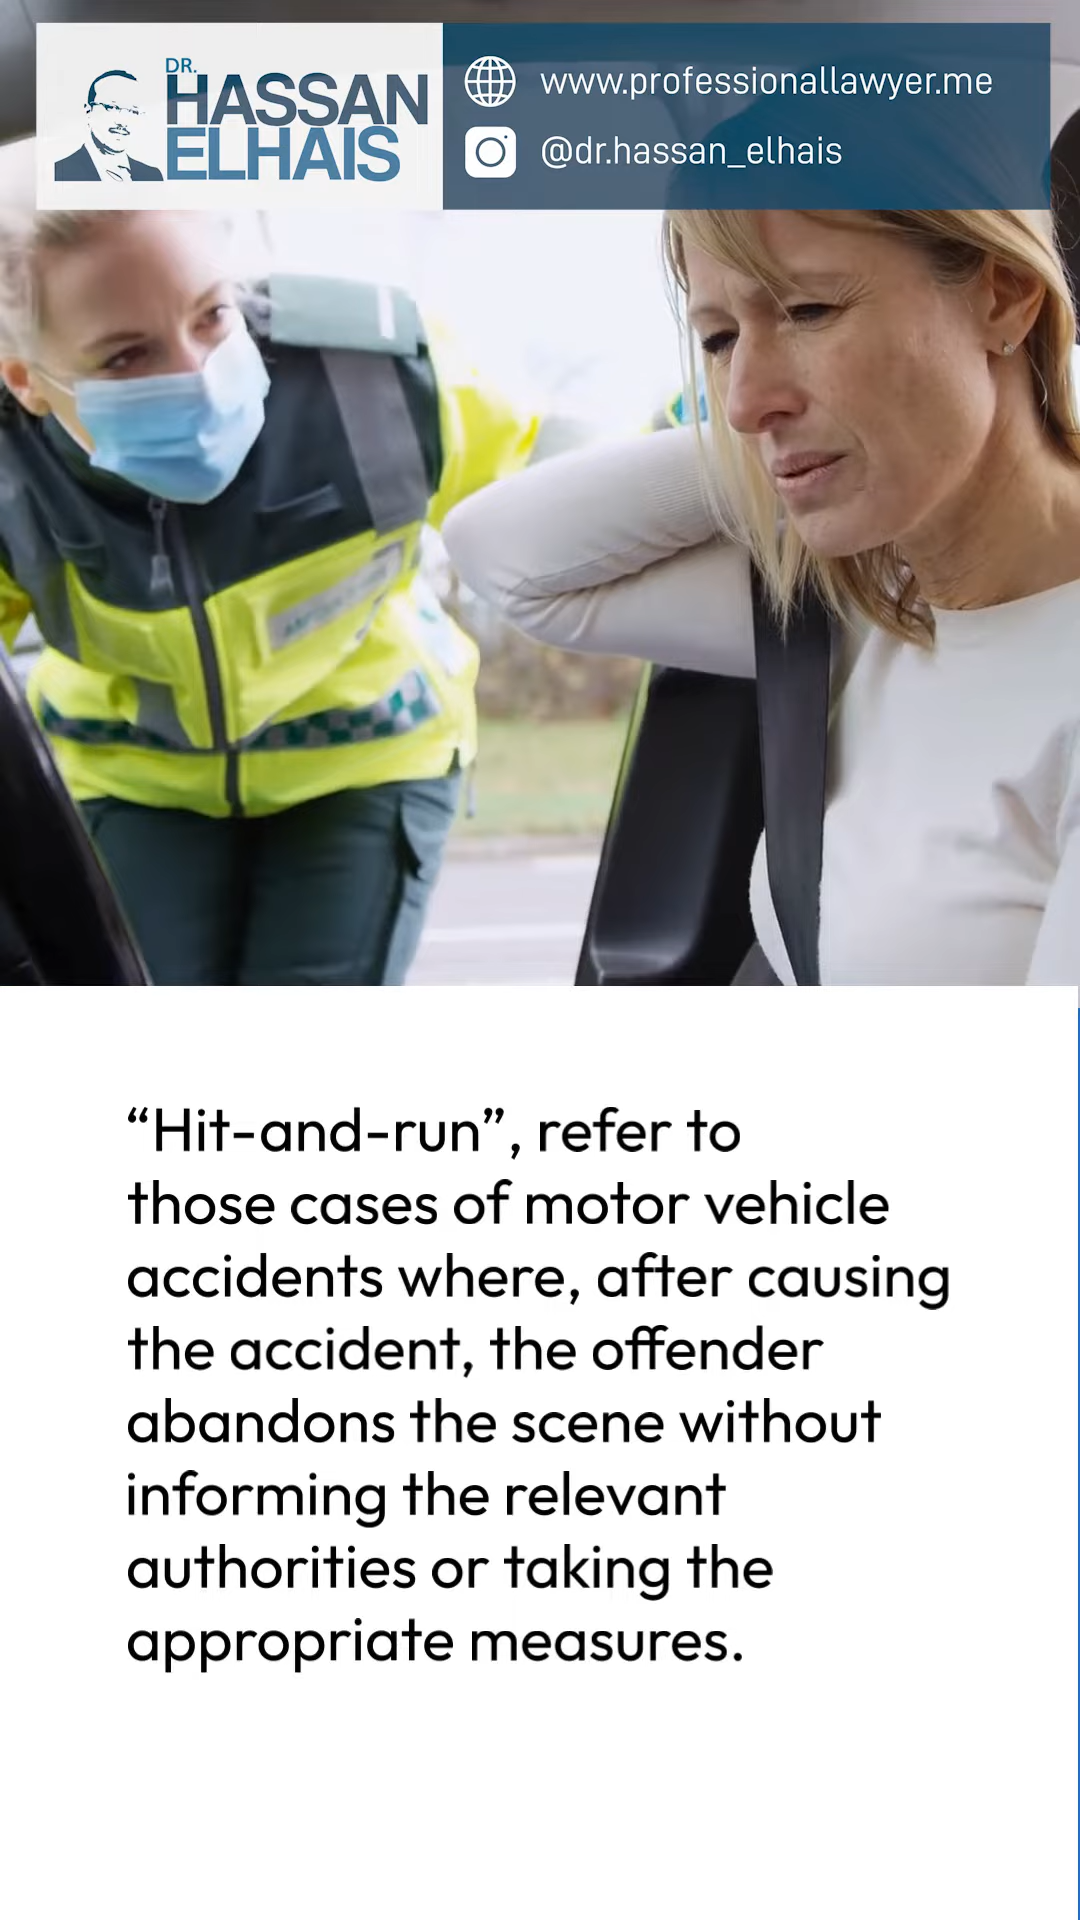 DR.
HASSAN
ELHAIS
www.professionallawyer.me
@dr.hassan_elhais
“Hit-and-run”, refer to
those cases of motor vehicle
accidents where, after causing
the accident, the offender
abandons the scene without
informing the relevant
authorities or taking the
appropriate measures.